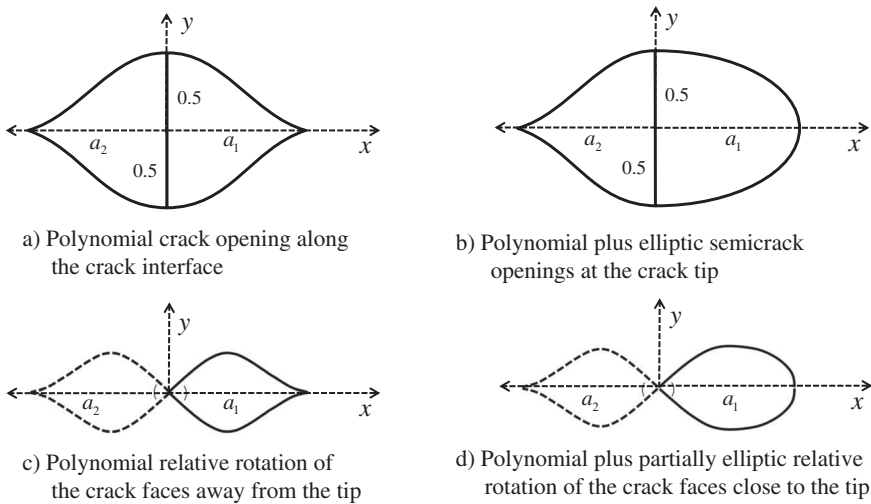 y
0.5
a2
a1
x
0.5
a) Polynomial crack opening along
the crack interface
y
0.5
a2
a1
x
0.5
b) Polynomial plus elliptic semicrack
openings at the crack tip
y
a2
a1
x
c) Polynomial relative rotation of
the crack faces away from the tip
y
a2
a1
x
d) Polynomial plus partially elliptic relative
rotation of the crack faces close to the tip